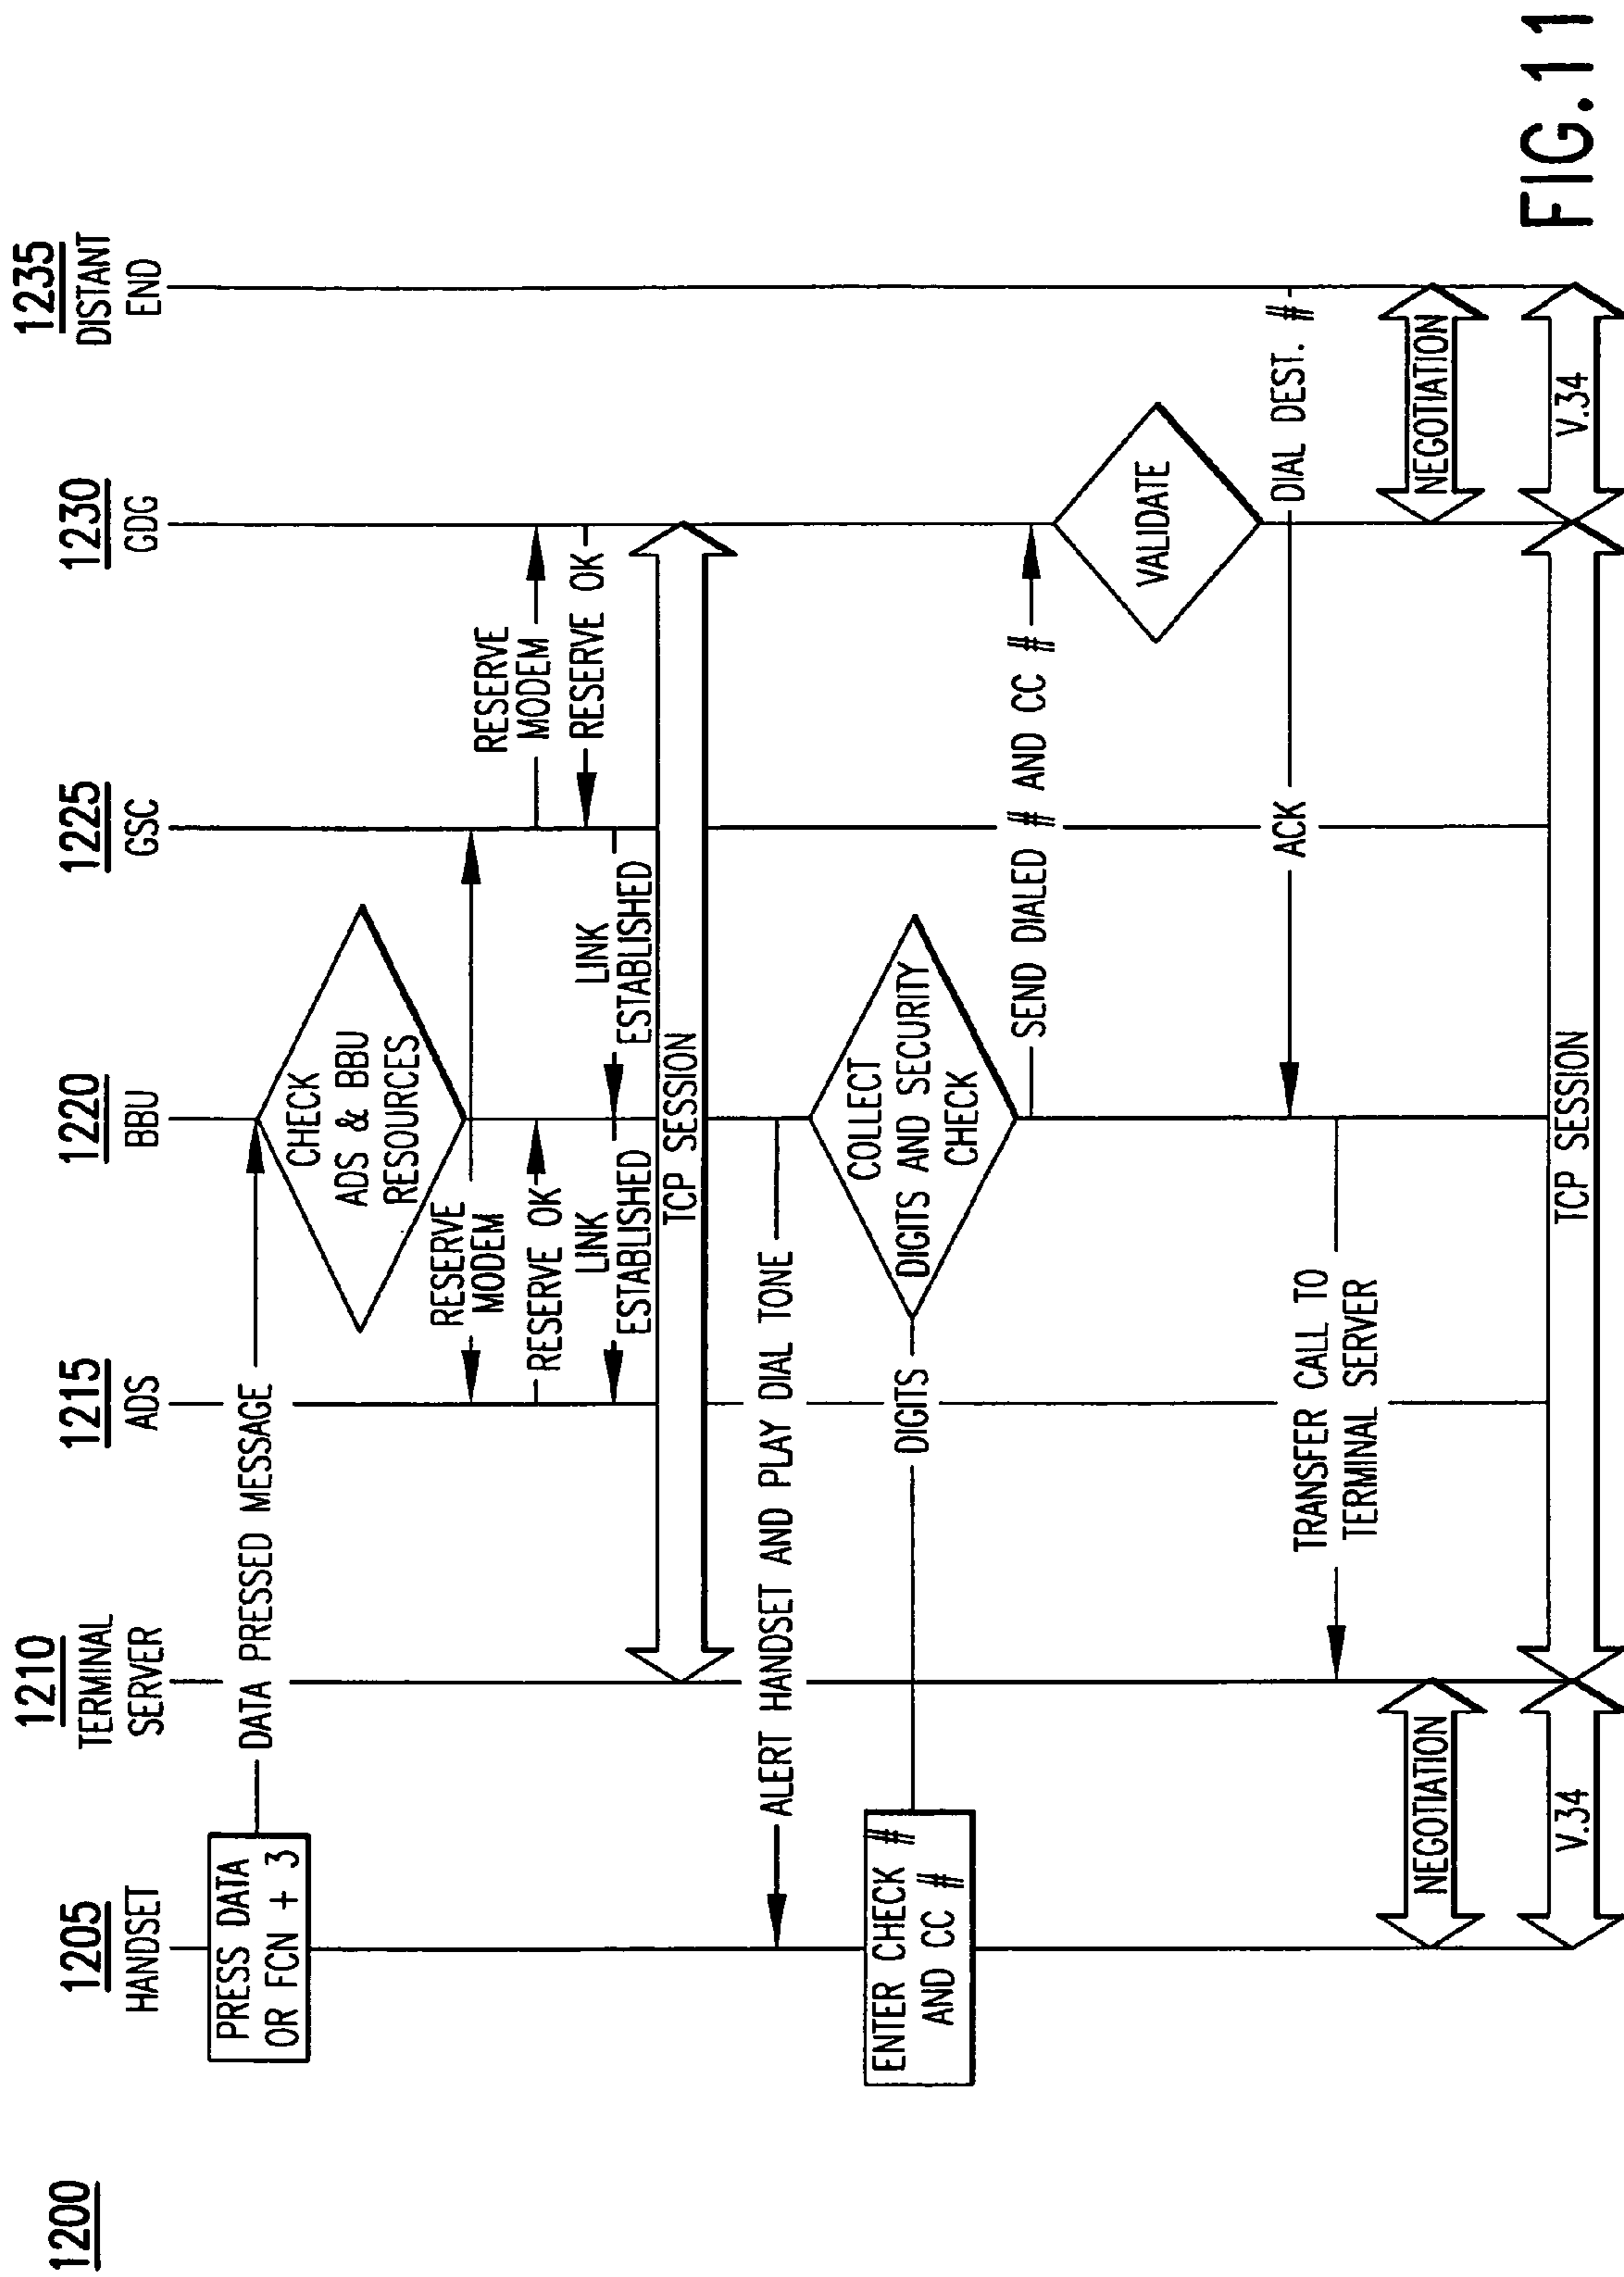 1200
1205
HANDSET
1210
TERMINAL
SERVER
1215
ADS
1220
BBU
1225
GSC
1230
GDG
1235
DISTANT
END
PRESS DATA
OR FCN + 3
DATA PRESSED MESSAGE
CHECK
ADS & BBU
RESOURCES
RESERVE
MODEM
RESERVE
MODEM
RESERVE OK
RESERVE OK
LINK
ESTABLISHED
LINK
ESTABLISHED
TCP SESSION
ALERT HANDSET AND PLAY DIAL TONE
ENTER CHECK #
AND CC #
DIGITS
COLLECT
DIGITS AND SECURITY
CHECK
SEND DIALED # AND CC #
VALIDATE
ACK
DIAL DEST. #
TRANSFER CALL TO
TERMINAL SERVER
NEGOTIATION
NEGOTIATION
V.34
TCP SESSION
V.34
FIG.11